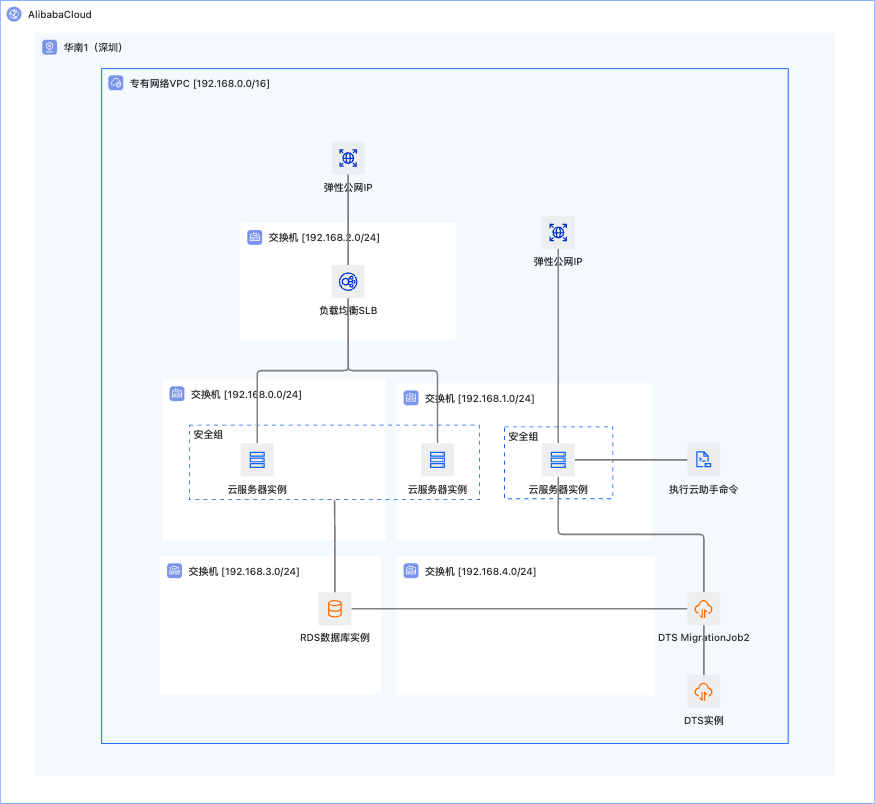 AlibabaCloud
华南1（深圳）
专有网络VPC [192.168.0.0/16]
弹性公网IP
交换机 [192.168.2.0/24]
弹性公网IP
负载均衡SLB
交换机 [192.168.0.0/24]
交换机 [192.168.1.0/24]
安全组
安全组
云服务器实例
云服务器实例
云服务器实例
执行云助手命令
交换机 [192.168.3.0/24]
交换机 [192.168.4.0/24]
RDS数据库实例
DTS MigrationJob2
DTS实例